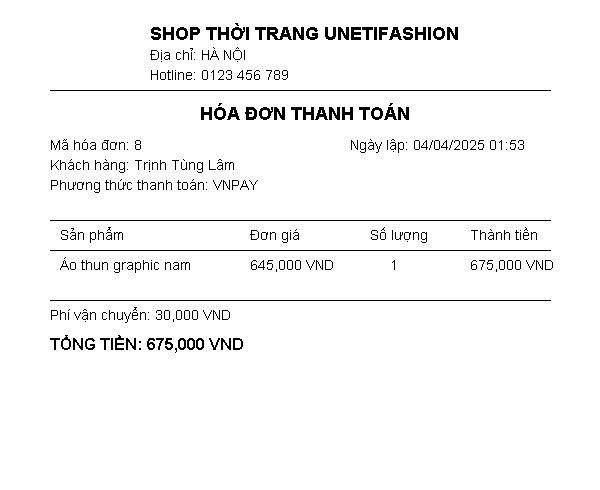 SHOP THỜI TRANG UNETIFASHION
Địa chỉ: HÀ NỘI
Hotline: 0123 456 789
HÓA ĐƠN THANH TOÁN
Mã hóa đơn: 8 Ngày lập: 04/04/2025 01:53
Khách hàng: Trịnh Tùng Lâm
Phương thức thanh toán: VNPAY
Sản phẩm Đơn giá Số lượng Thành tiền
Áo thun graphic nam 645,000 VND 1 675,000 VND
Phí vận chuyển: 30,000 VND
TỔNG TIỀN: 675,000 VND